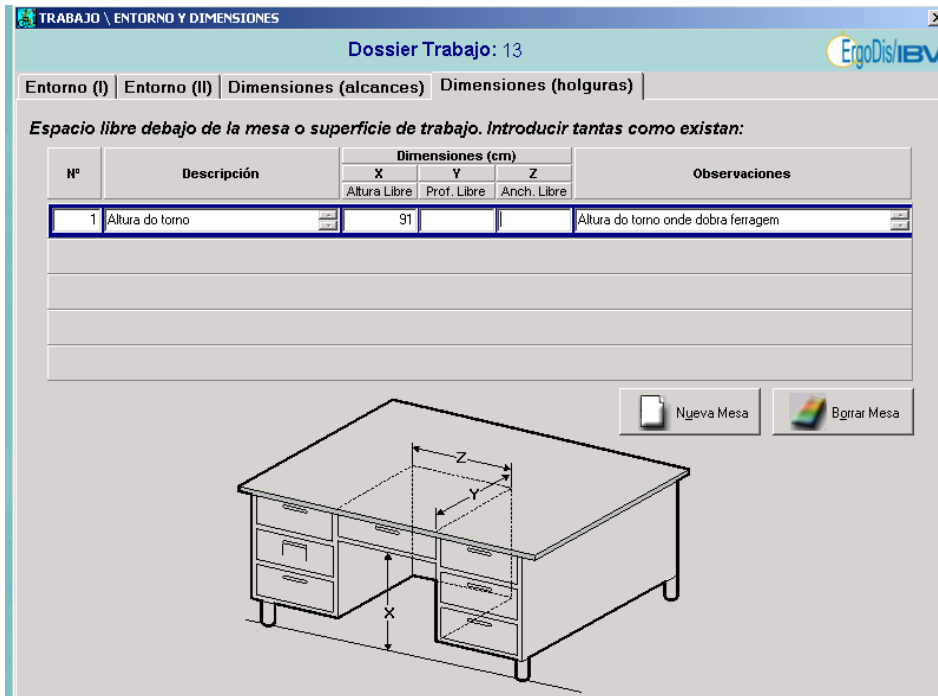 TRABAJO \ ENTORNO Y DIMENSIONES
Dossier Trabajo: 13
ErgoDis/IBV
Entorno (I) Entorno (II) Dimensiones (alcances) Dimensiones (holguras)
Espacio libre debajo de la mesa o superficie de trabajo. Introducir tantas como existan:
Dimensiones (cm)
Nº Descripción X Y Z Observaciones
Altura Libre Prof. Libre Anch. Libre
1 Altura do torno 91 Altura do torno onde dobra ferragem
Nueva Mesa Borrar Mesa
Z
Y
X